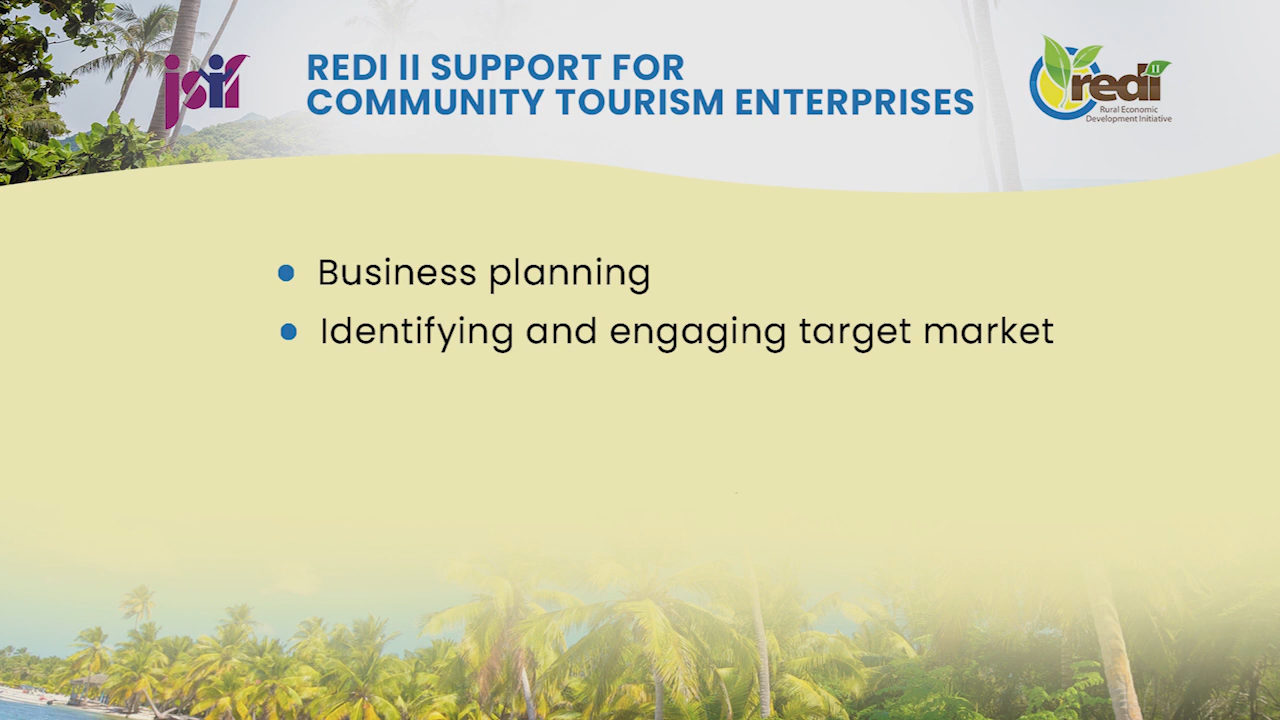 jsif
REDI II SUPPORT FOR
COMMUNITY TOURISM ENTERPRISES
redi II
Rural Economic
Development Initiative
Business planning
Identifying and engaging target market